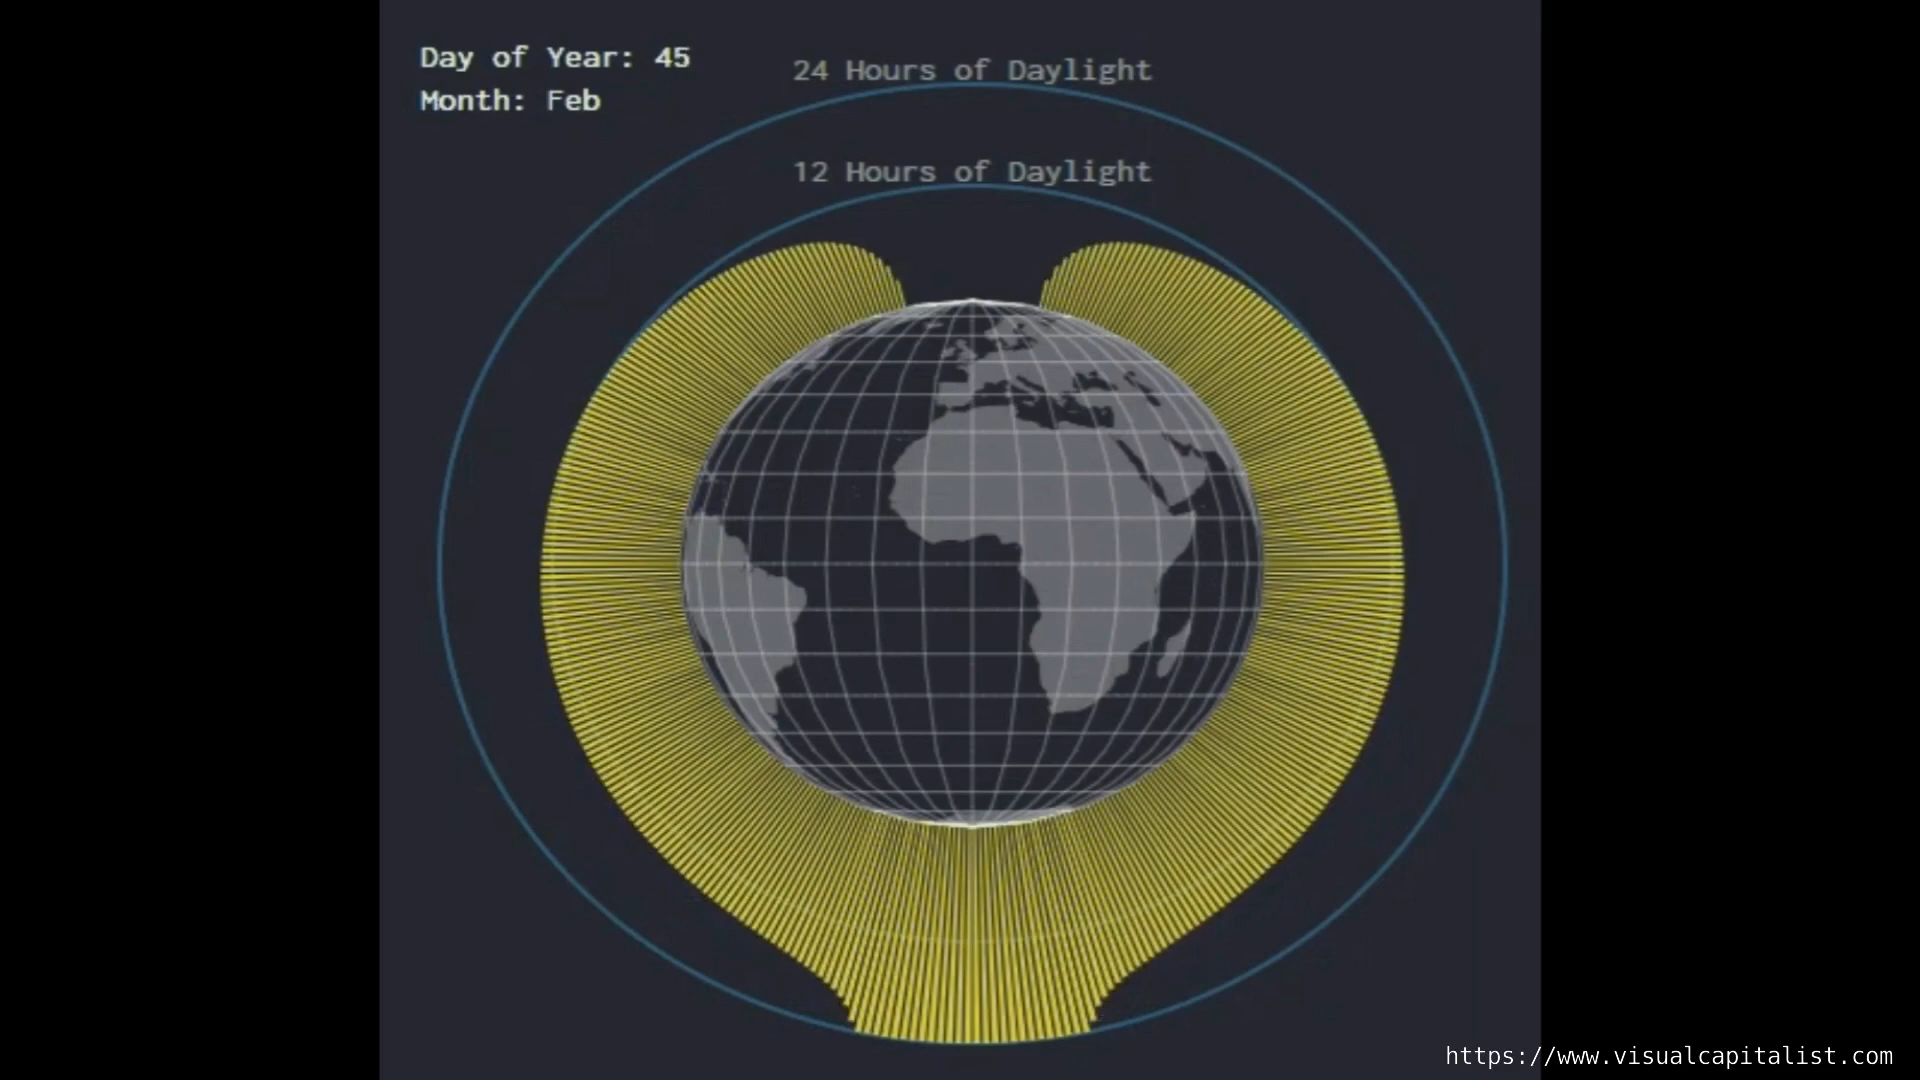 Day of Year: 45
Month: Feb
24 Hours of Daylight
12 Hours of Daylight
https://www.visualcapitalist.com